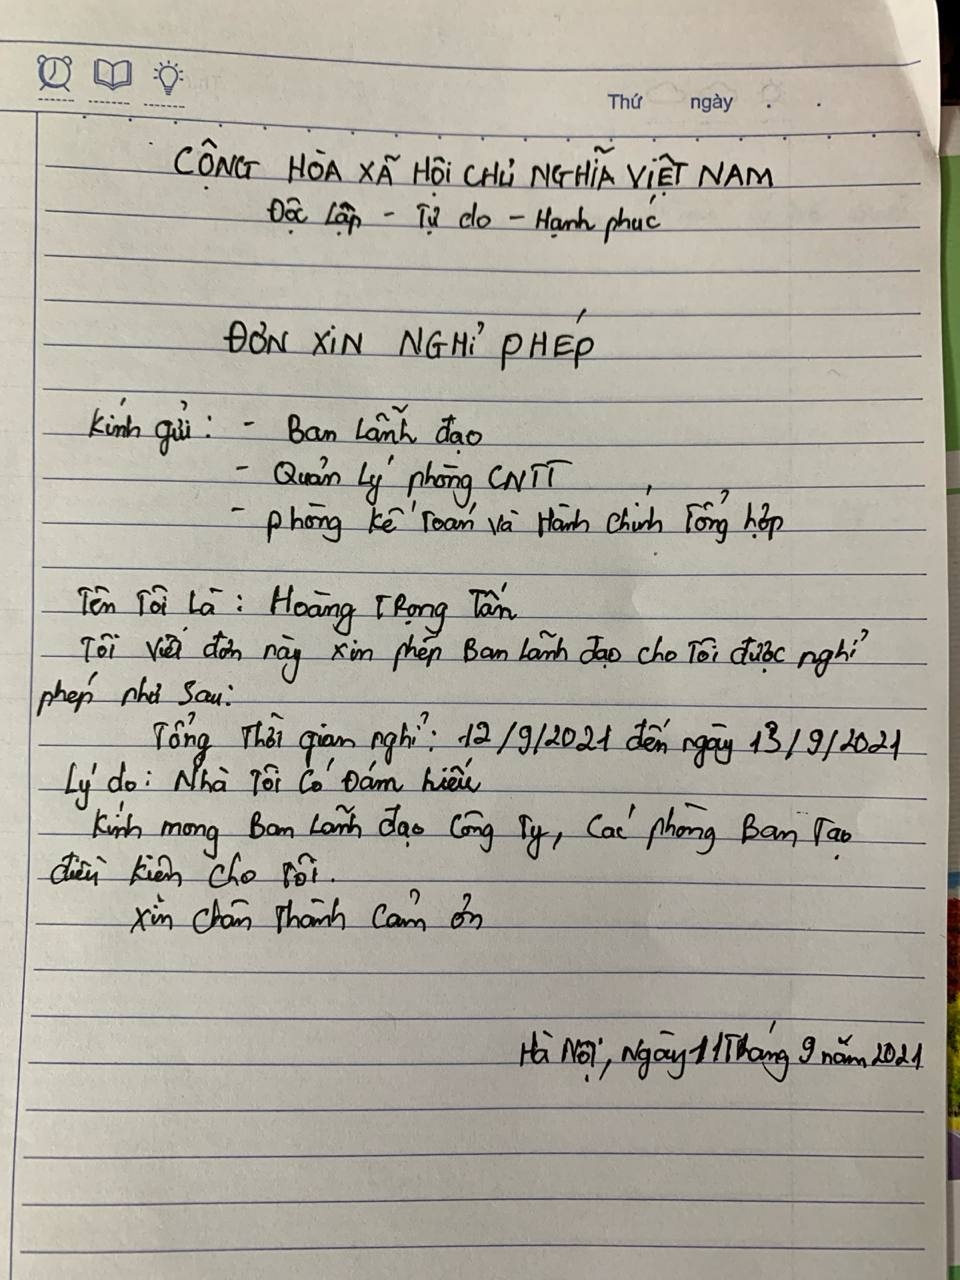 Thứ ngày . .
CỘNG HÒA XÃ HỘI CHỦ NGHĨA VIỆT NAM
Độc lập - Tự do - Hạnh phúc
ĐƠN XIN NGHỈ PHÉP
Kính gửi: - Ban Lãnh đạo
- Quản Lý phòng CNTT
- Phòng kế Toán và Hành chính Tổng hợp
Tên Tôi Là : Hoàng Trọng Tấn
Tôi viết đơn này xin phép Ban Lãnh đạo cho Tôi được nghỉ
phép như Sau:
Tổng Thời gian nghỉ: 12/9/2021 đến ngày 13/9/2021
Lý do: Nhà Tôi Có Đám hiếu
Kính mong Ban Lãnh đạo Công Ty, Các phòng Ban Tạo
điều kiện cho Tôi.
Xin chân Thành Cảm ơn
Hà Nội, Ngày 11 Tháng 9 năm 2021